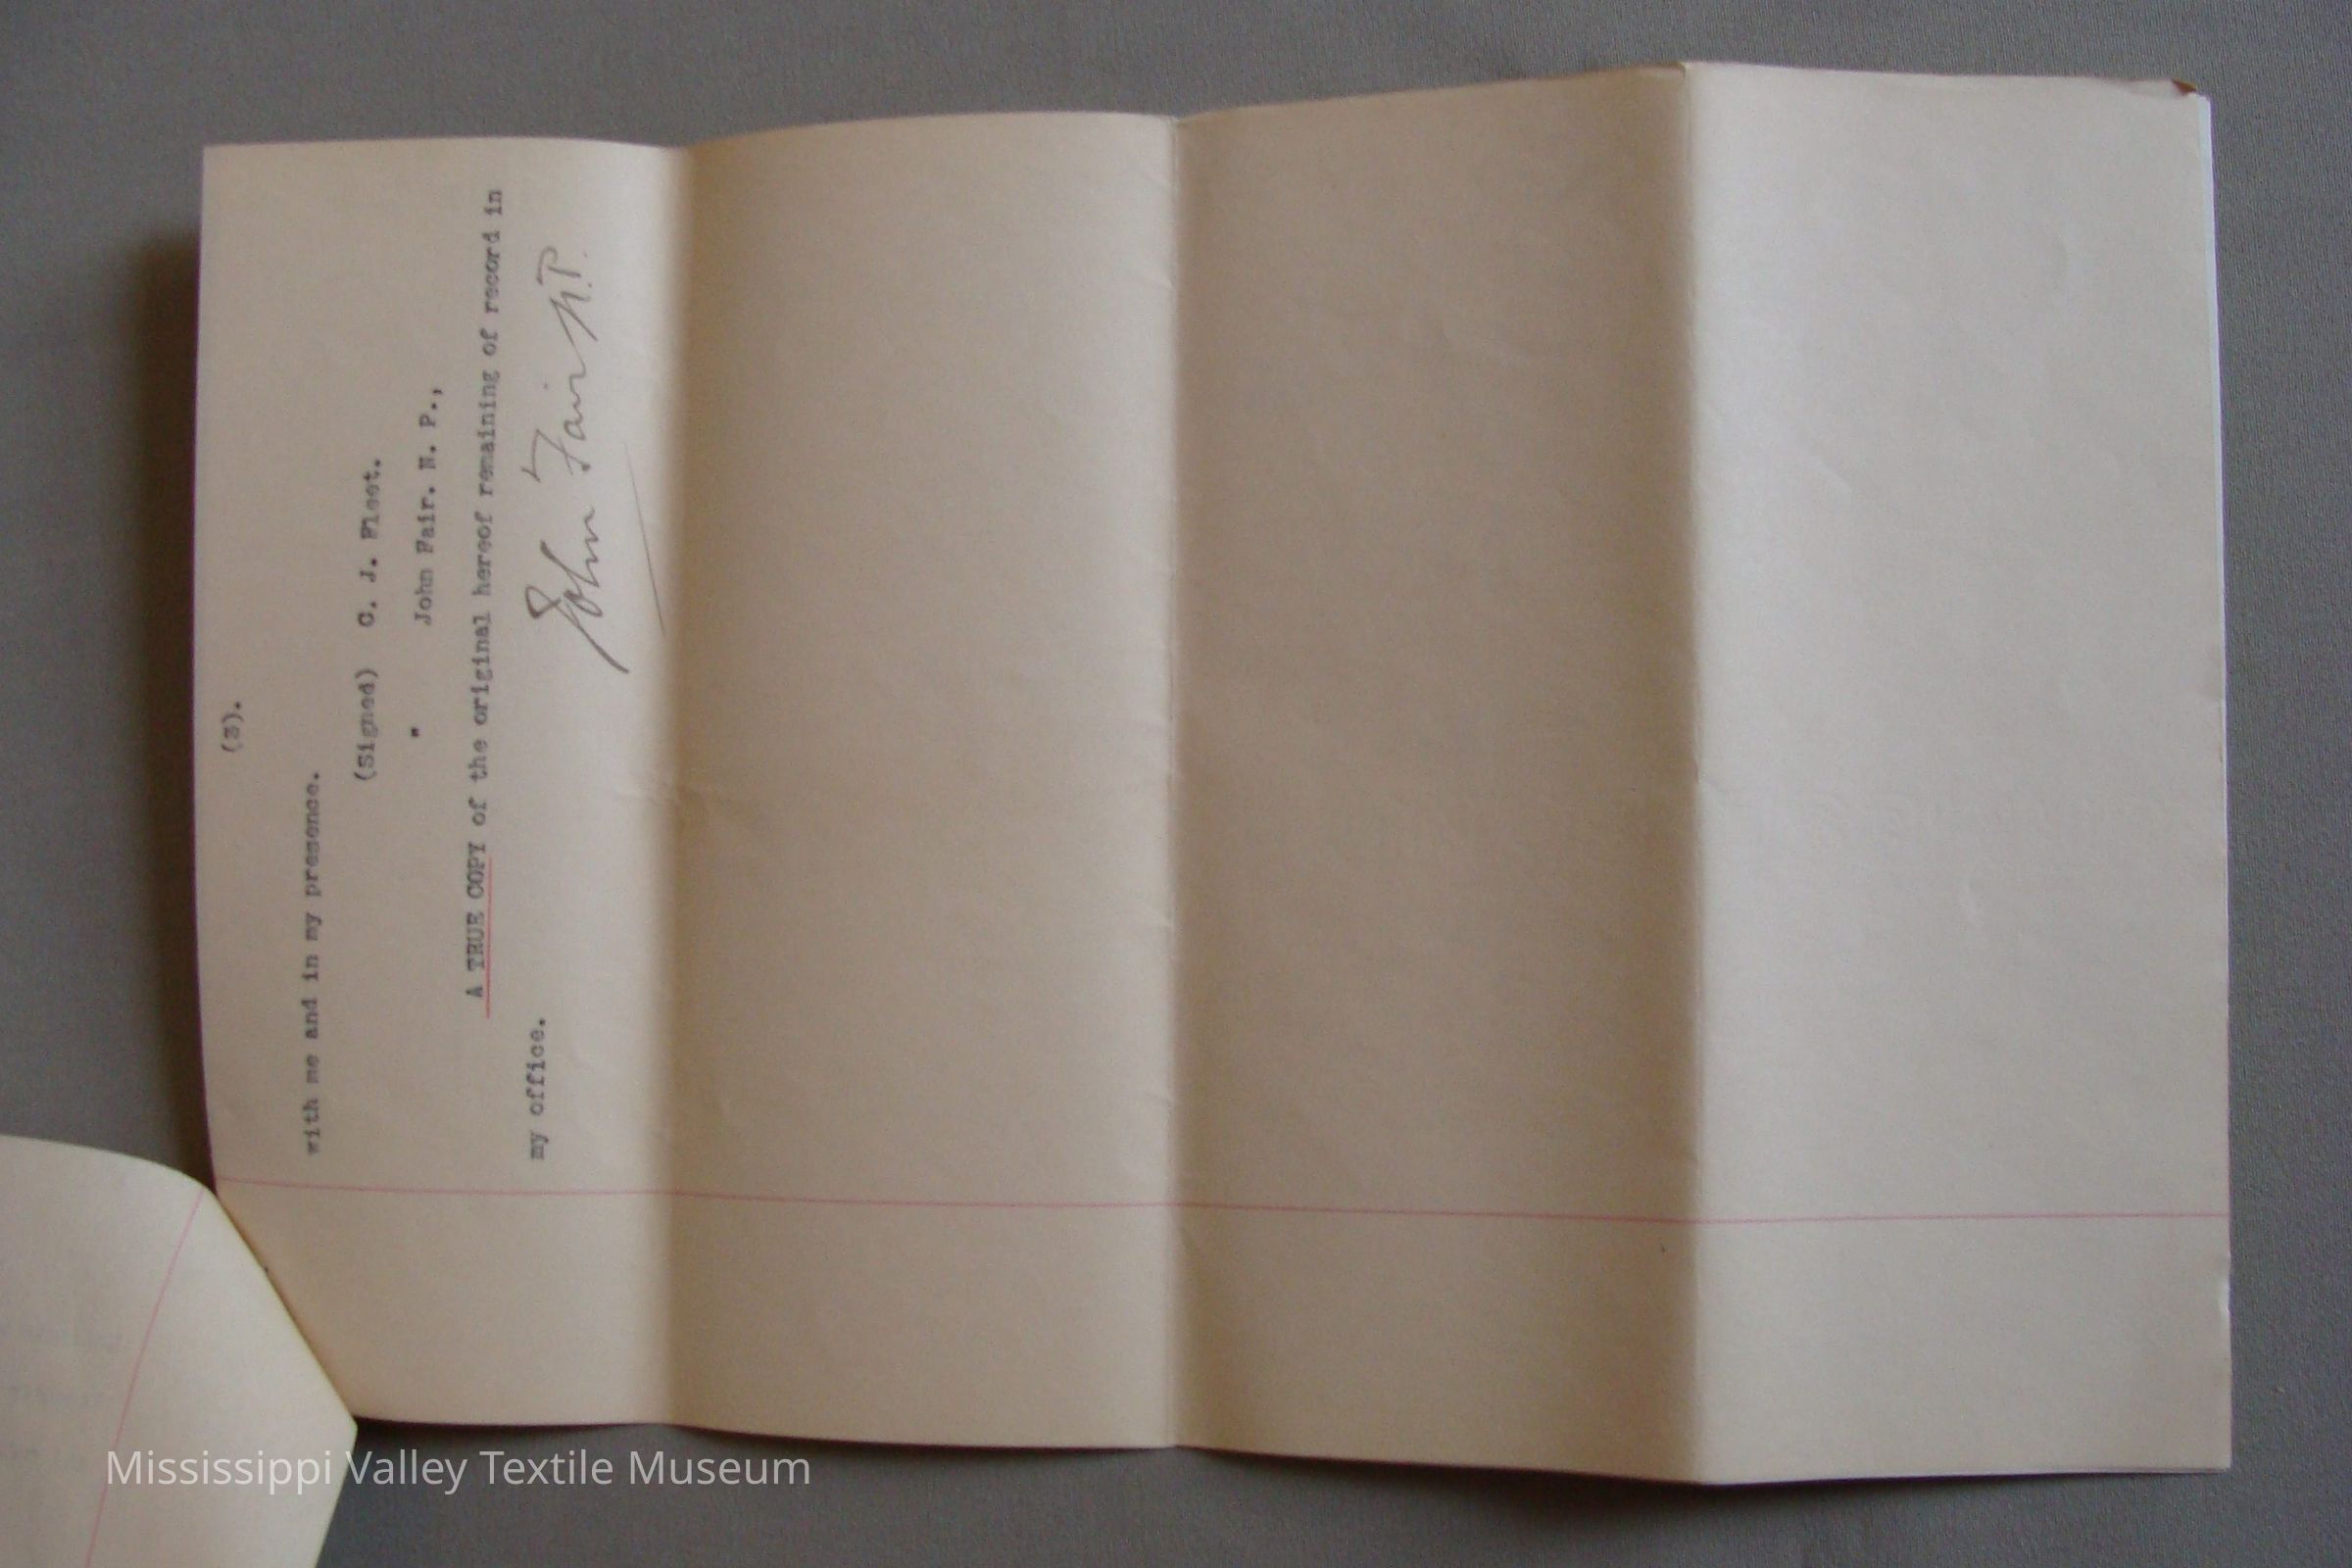 (3).
with me and in my presence.
(Signed) C. J. Fleet.
" John Fair. N. P.,
A TRUE COPY of the original hereof remaining of record in
my office.
John Fair N.P.
Mississippi Valley Textile Museum